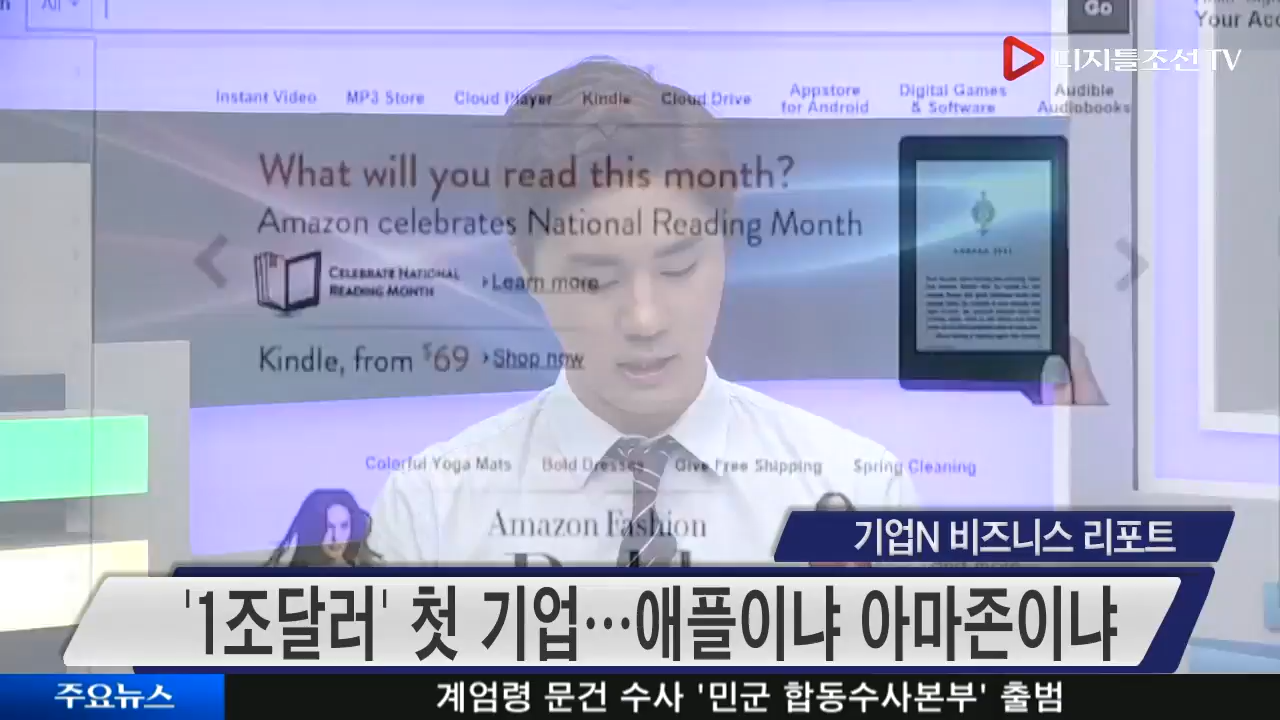 All
Go
Your Acc
디지틀조선TV
Instant Video MP3 Store Cloud Player Kindle Cloud Drive Appstore for Android Digital Games & Software Audible Audiobooks
What will you read this month?
Amazon celebrates National Reading Month
CELEBRATE NATIONAL
READING MONTH
›Learn more
Kindle, from $69 ›Shop now
Colorful Yoga Mats Bold Dresses Give Free Shipping Spring Cleaning
Amazon Fashion
기업N 비즈니스 리포트
'1조달러' 첫 기업…애플이냐 아마존이냐
주요뉴스 계엄령 문건 수사 '민군 합동수사본부' 출범